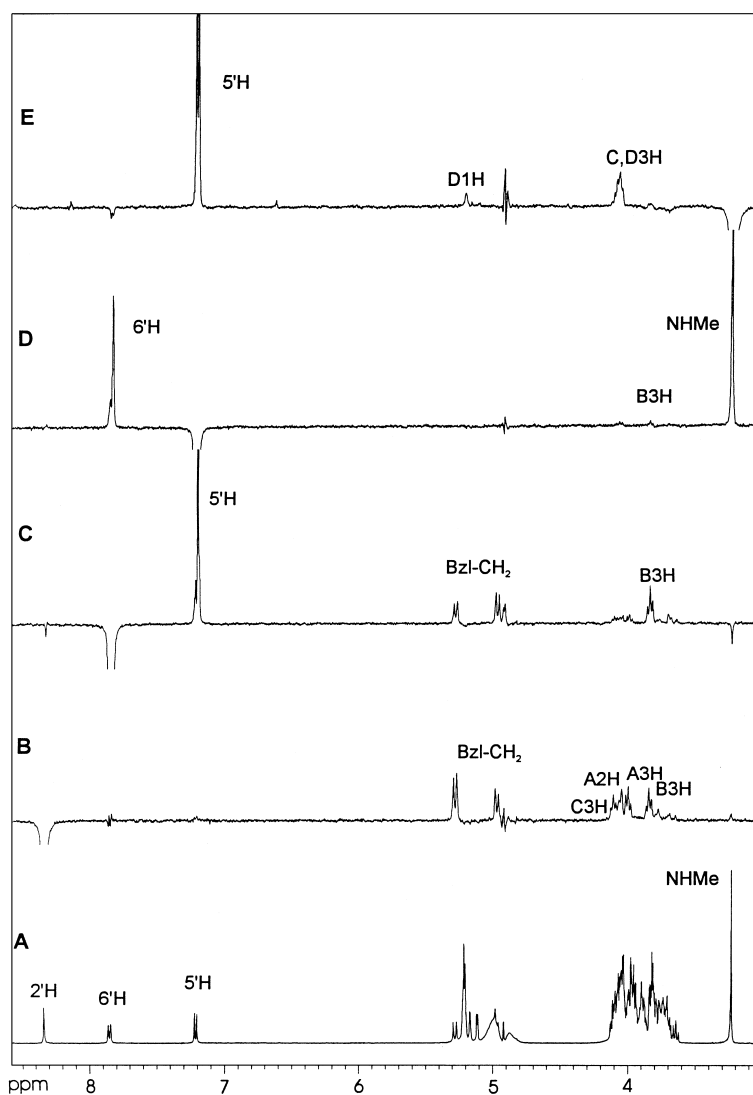 5'H
E
D1H
C,D3H
6'H
NHMe
D
B3H
5'H
C
Bzl-CH₂
B3H
B
Bzl-CH₂
A2H
A3H
B3H
C3H
NHMe
A
2'H
6'H
5'H
ppm 8 7 6 5 4